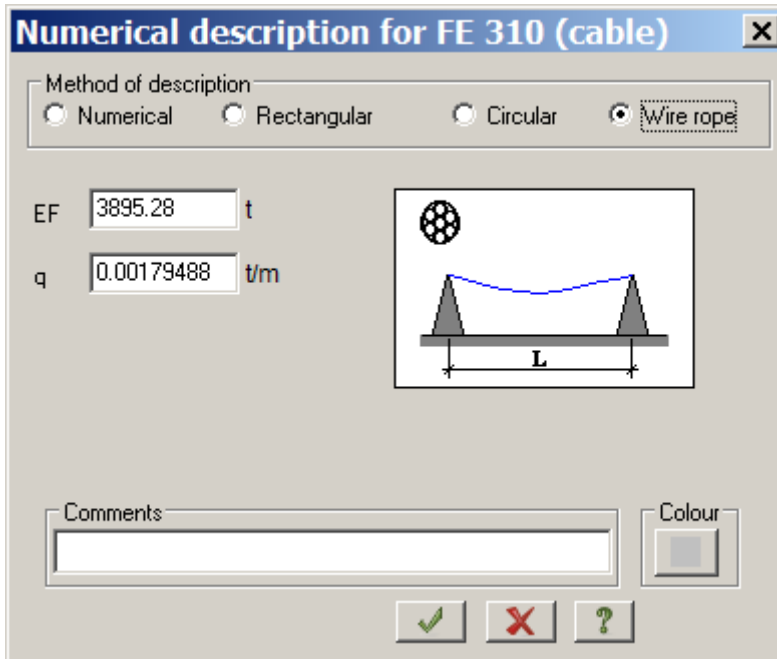 Numerical description for FE 310 (cable)
Method of description
Numerical Rectangular Circular Wire rope
EF 3895.28 t
q 0.00179488 t/m
L
Comments Colour
?